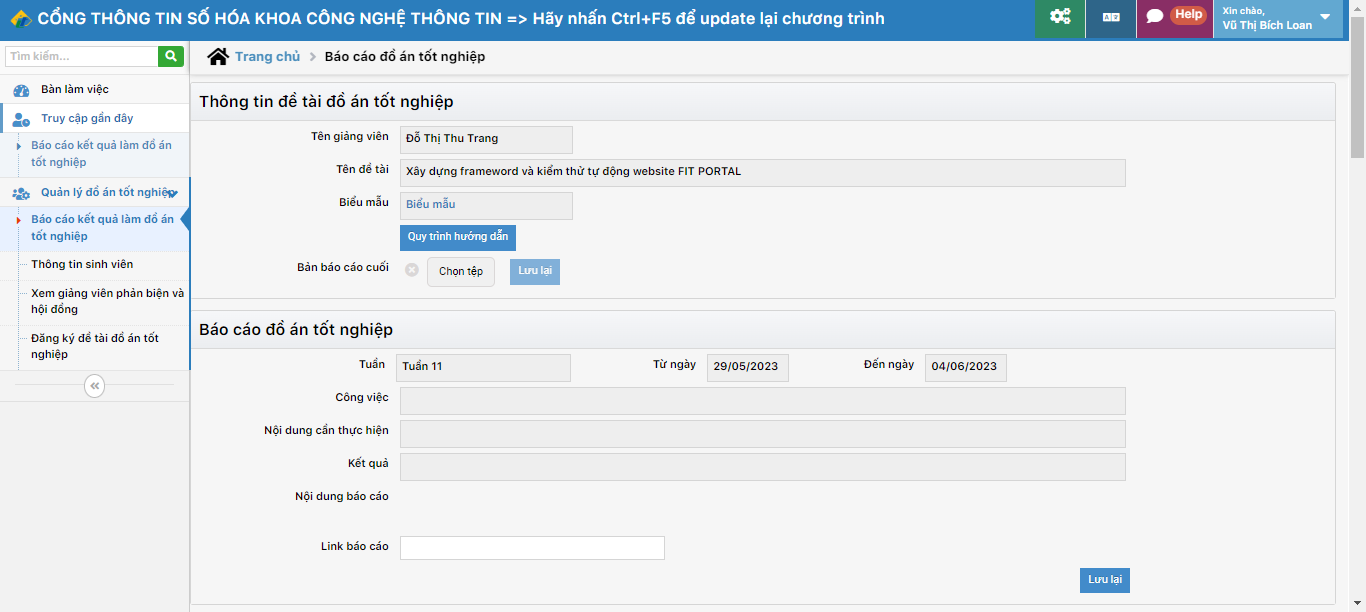 CỔNG THÔNG TIN SỐ HÓA KHOA CÔNG NGHỆ THÔNG TIN => Hãy nhấn Ctrl+F5 để update lại chương trình
Help
Xin chào,
Vũ Thị Bích Loan
Tìm kiếm...
Trang chủ
Báo cáo đồ án tốt nghiệp
Bàn làm việc
Truy cập gần đây
Báo cáo kết quả làm đồ án
tốt nghiệp
Quản lý đồ án tốt nghiệp
Báo cáo kết quả làm đồ án
tốt nghiệp
Thông tin sinh viên
Xem giảng viên phản biện và
hội đồng
Đăng ký đề tài đồ án tốt
nghiệp
Thông tin đề tài đồ án tốt nghiệp
Tên giảng viên
Đỗ Thị Thu Trang
Tên đề tài
Xây dựng frameword và kiểm thử tự động website FIT PORTAL
Biểu mẫu
Biểu mẫu
Quy trình hướng dẫn
Bản báo cáo cuối
Chọn tệp
Lưu lại
Báo cáo đồ án tốt nghiệp
Tuần
Tuần 11
Từ ngày
29/05/2023
Đến ngày
04/06/2023
Công việc
Nội dung cần thực hiện
Kết quả
Nội dung báo cáo
Link báo cáo
Lưu lại